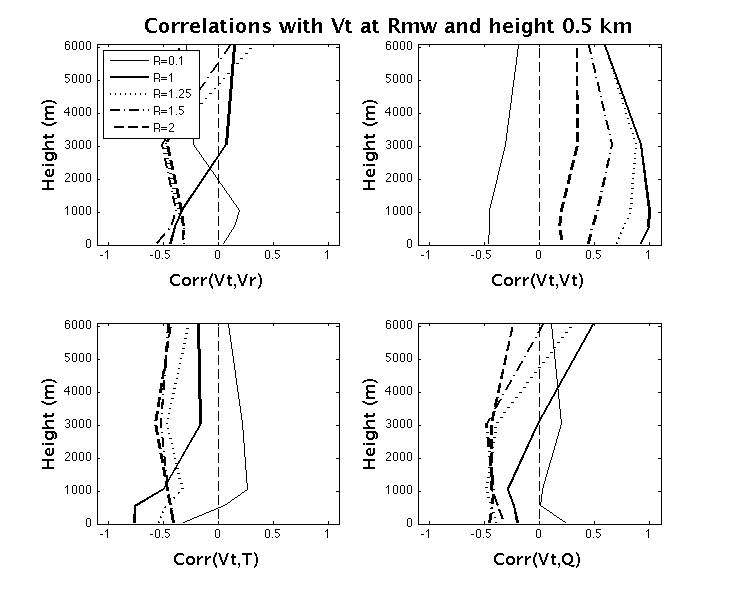 Correlations with Vt at Rmw and height 0.5 km
6000
5000
4000
3000
2000
1000
0
Height (m)
R=0.1
R=1
R=1.25
R=1.5
R=2
-1 -0.5 0 0.5 1
Corr(Vt,Vr)
6000
5000
4000
3000
2000
1000
0
Height (m)
-1 -0.5 0 0.5 1
Corr(Vt,Vt)
6000
5000
4000
3000
2000
1000
0
Height (m)
-1 -0.5 0 0.5 1
Corr(Vt,T)
6000
5000
4000
3000
2000
1000
0
Height (m)
-1 -0.5 0 0.5 1
Corr(Vt,Q)